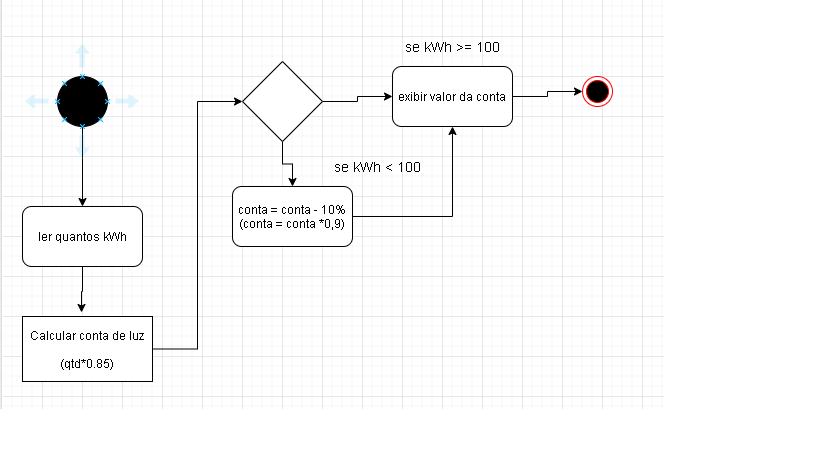 se kWh >= 100
exibir valor da conta
se kWh < 100
conta = conta - 10%
(conta = conta *0,9)
ler quantos kWh
Calcular conta de luz
(qtd*0.85)